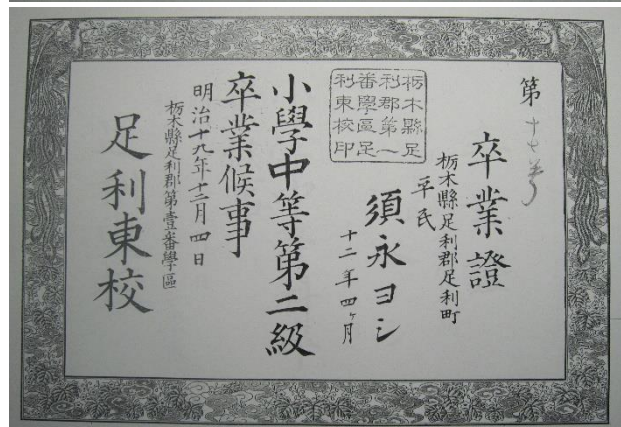 第十七号
卒業證
栃木縣足利郡足利町
平民
須永ヨシ
十二年四ヶ月
栃木縣足
利郡第一
番學區足
利東校印
小學中等第二級
卒業候事
明治十九年十二月四日
栃木縣足利郡第壹番學區
足利東校